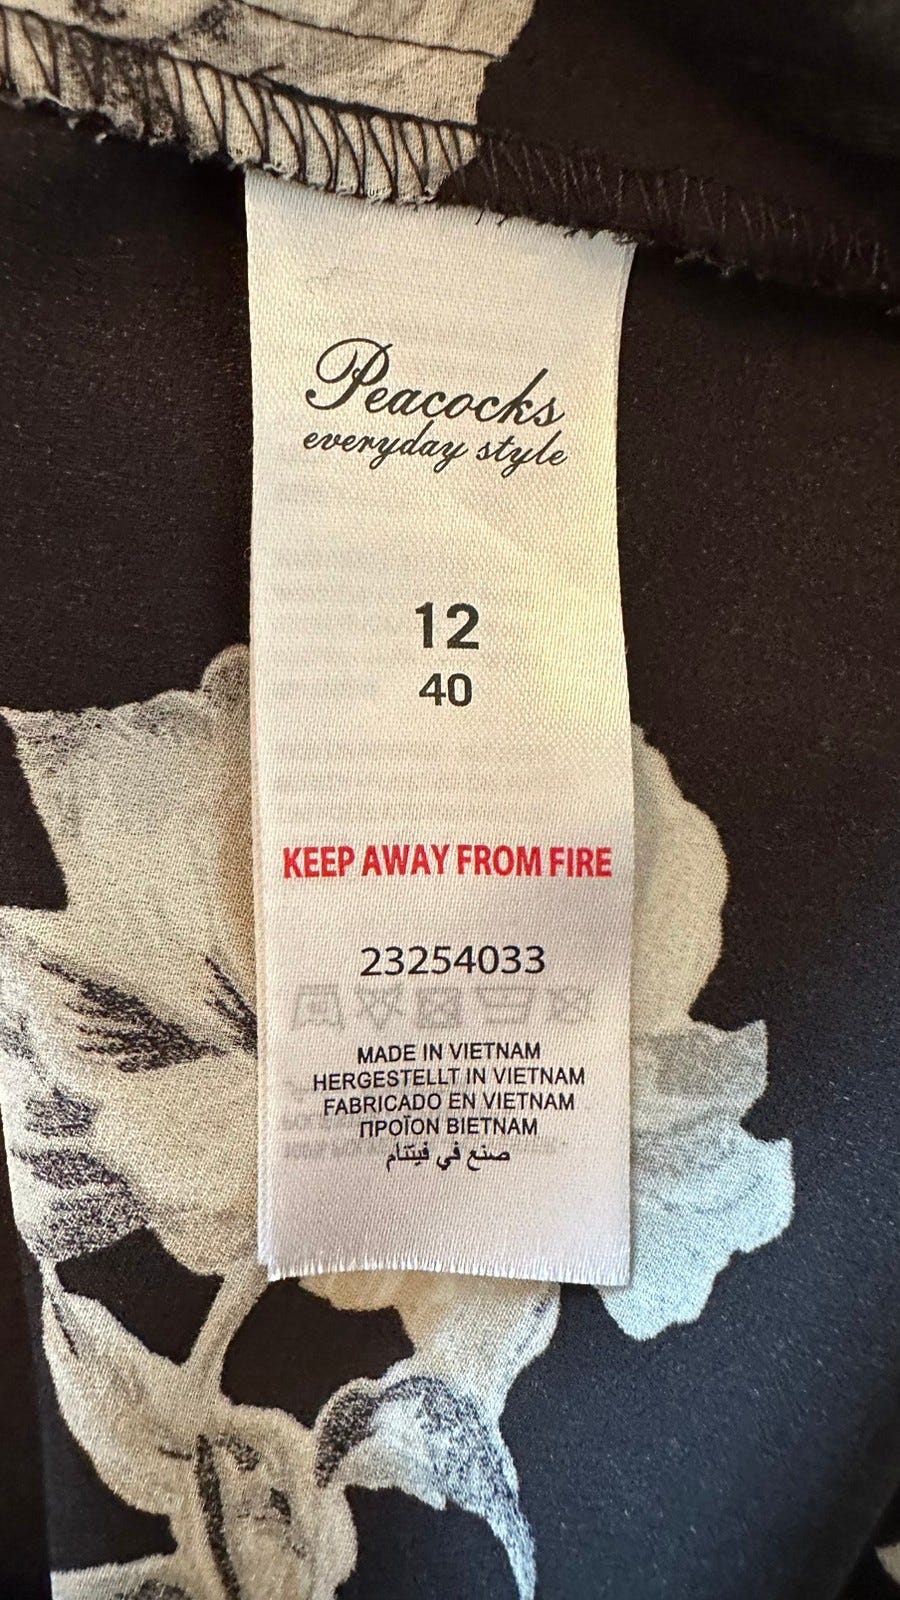 Peacocks
everyday style
12
40
KEEP AWAY FROM FIRE
23254033
MADE IN VIETNAM
HERGESTELLT IN VIETNAM
FABRICADO EN VIETNAM
ΠΡΟΪΟΝ ΒΙΕΤΝΑΜ
صنع في فيتنام